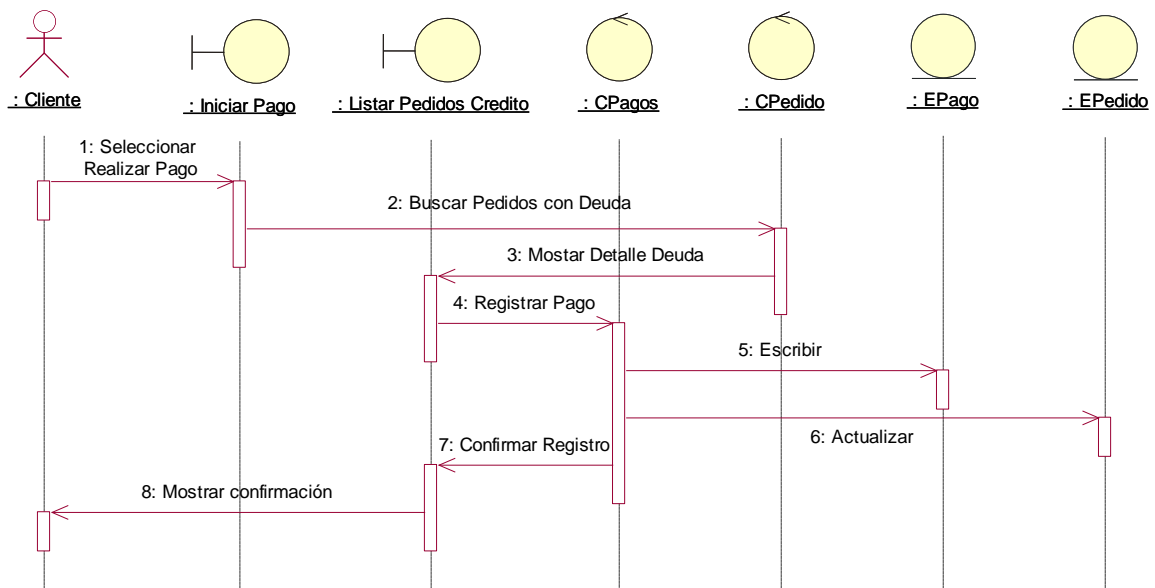 : Cliente
: Iniciar Pago
: Listar Pedidos Credito
: CPagos
: CPedido
: EPago
: EPedido
1: Seleccionar
Realizar Pago
2: Buscar Pedidos con Deuda
3: Mostar Detalle Deuda
4: Registrar Pago
5: Escribir
6: Actualizar
7: Confirmar Registro
8: Mostrar confirmación